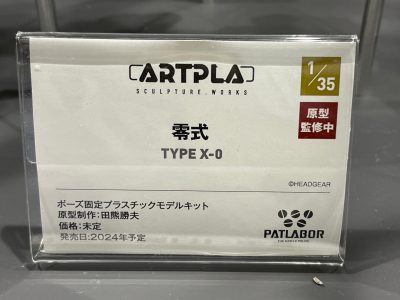 ARTPLA
SCULPTURE.WORKS
1/35
原型
監修中
零式
TYPE X-0
©HEADGEAR
ポーズ固定プラスチックモデルキット
原型制作:田熊勝夫
価格:未定
発売日:2024年予定
PATLABOR